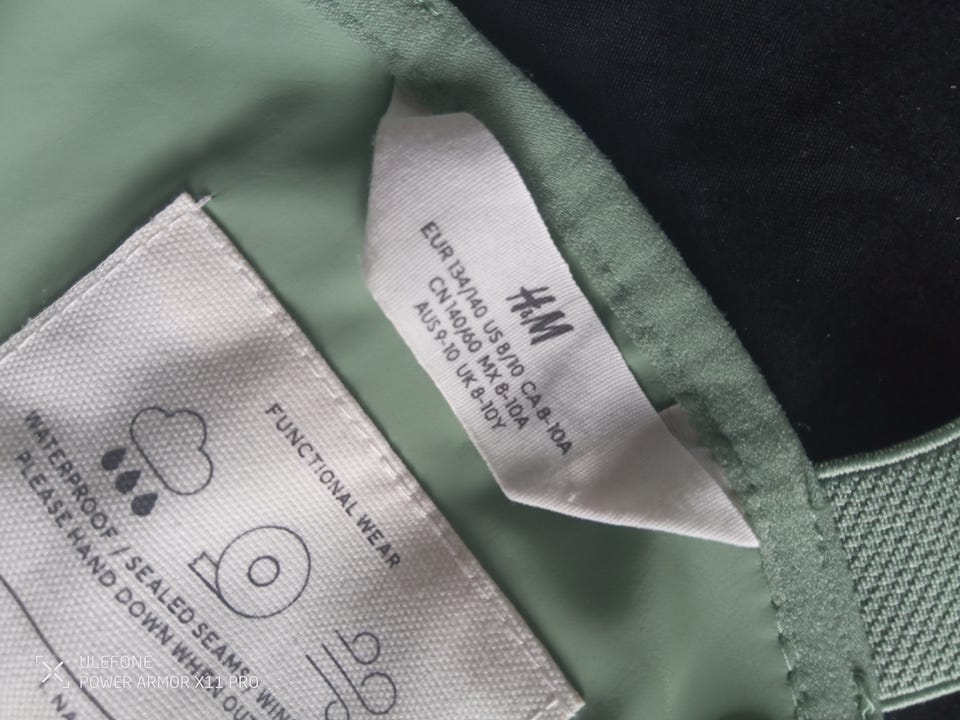 H&M
EUR 134/140 US 8/10 CA 8-10A
CN 140/60 MX 8-10A
AUS 9-10 UK 8-10Y
FUNCTIONAL WEAR
WATERPROOF / SEALED SEAMS
PLEASE HAND DOWN WHEN
ULEFONE
POWER ARMOR X11 PRO